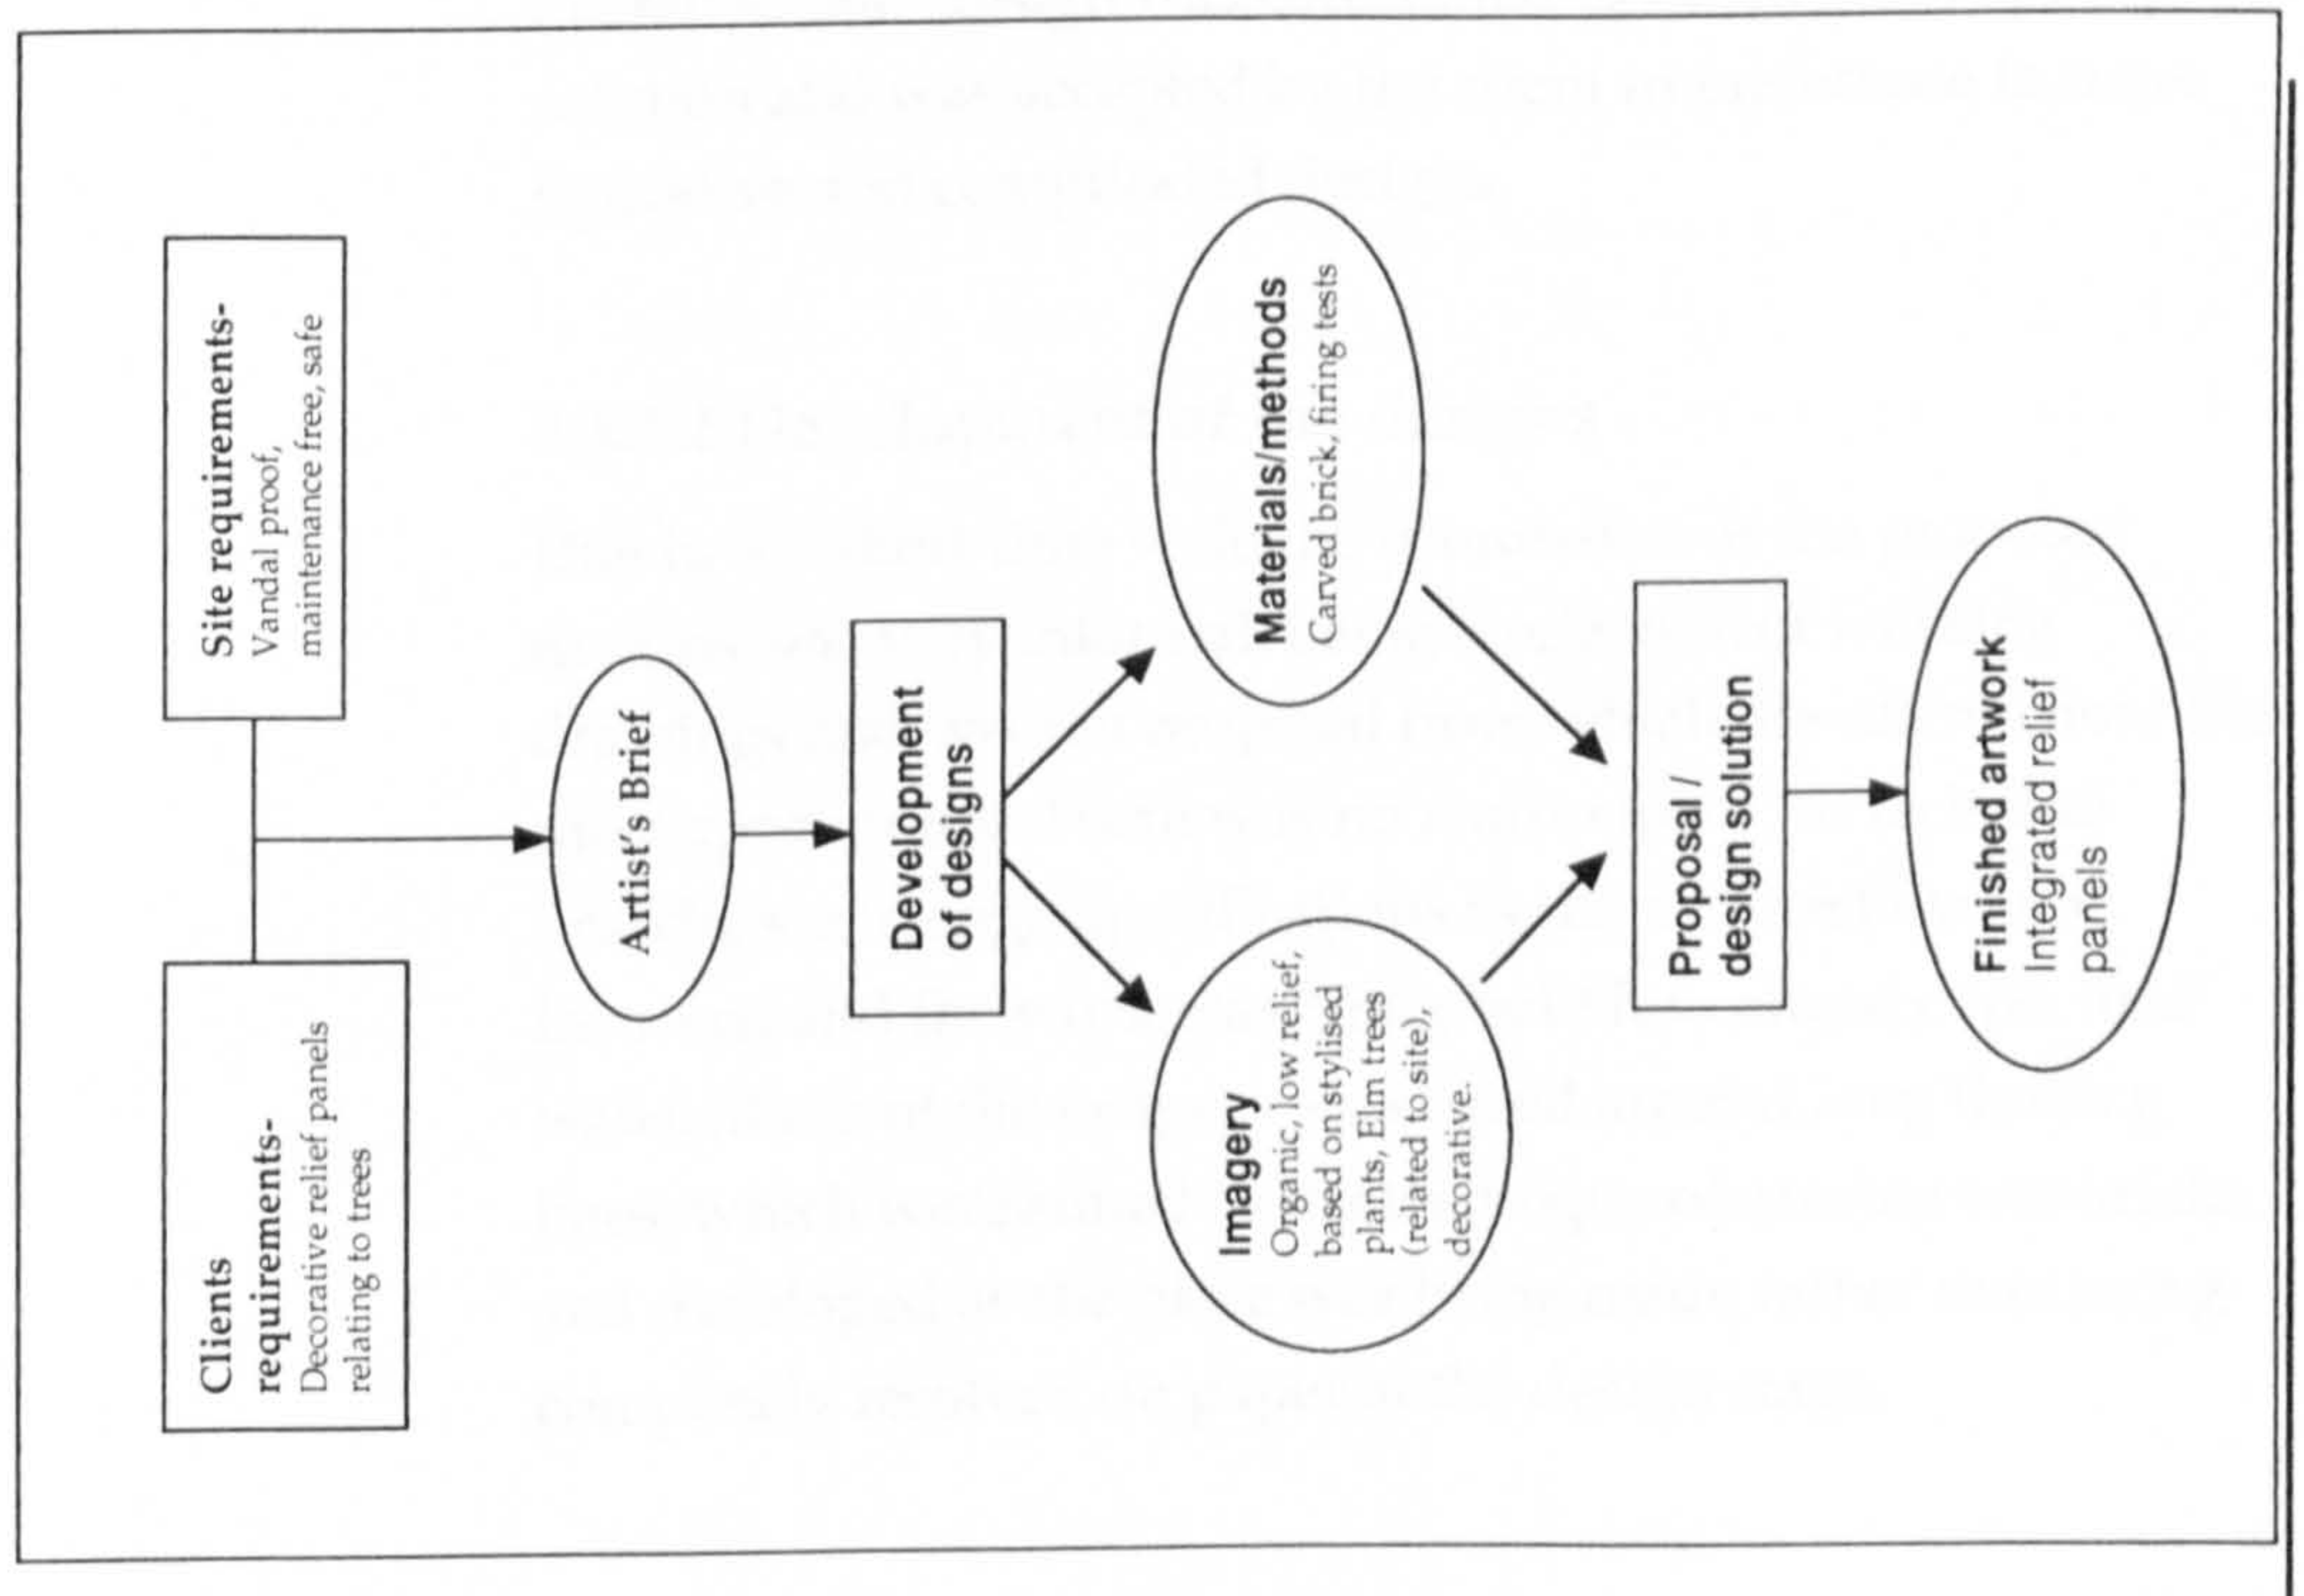 Clients
requirements-
Decorative relief panels
relating to trees
Site requirements-
Vandal proof,
maintenance free, safe
Artist's Brief
Development
of designs
Imagery
Organic, low relief,
based on stylised
plants, Elm trees
(related to site),
decorative.
Materials/methods
Carved brick, firing tests
Proposal /
design solution
Finished artwork
Integrated relief
panels